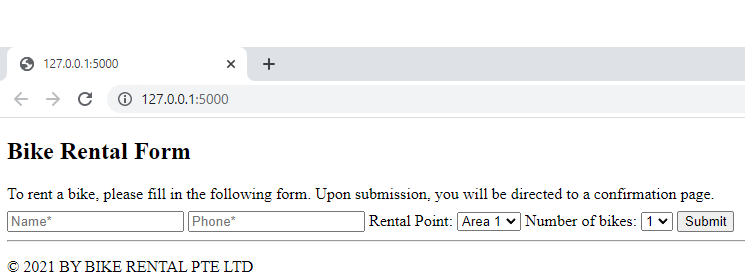 127.0.0.1:5000
127.0.0.1:5000
Bike Rental Form
To rent a bike, please fill in the following form. Upon submission, you will be directed to a confirmation page.
Name* Phone* Rental Point: Area 1 Number of bikes: 1 Submit
© 2021 BY BIKE RENTAL PTE LTD